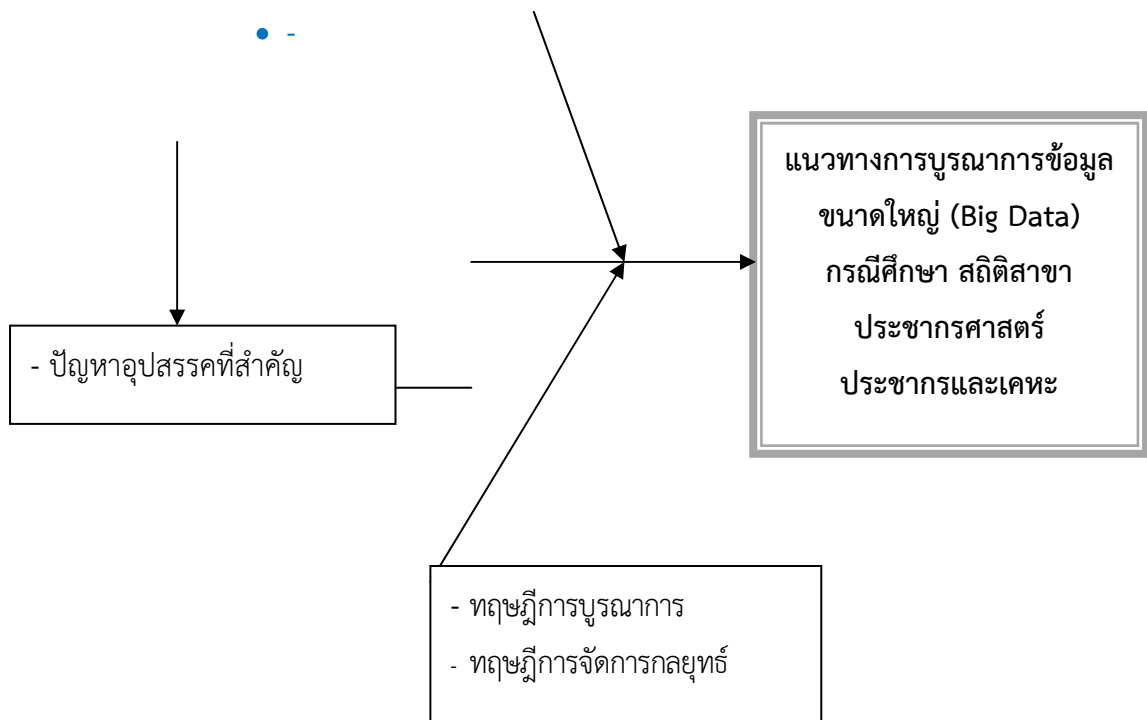 • -
แนวทางการบูรณาการข้อมูล
ขนาดใหญ่ (Big Data)
กรณีศึกษา สถิติสาขา
ประชากรศาสตร์
ประชากรและเคหะ
- ปัญหาอุปสรรคที่สำคัญ
- ทฤษฎีการบูรณาการ
- ทฤษฎีการจัดการกลยุทธ์